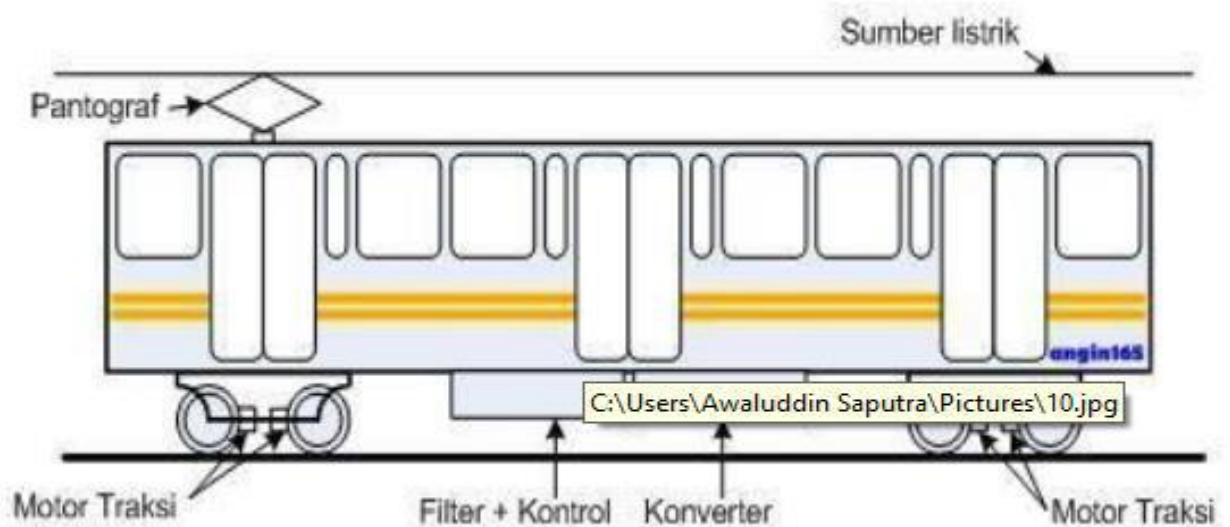 Sumber listrik
Pantograf
angin165
C:\Users\Awaluddin Saputra\Pictures\10.jpg
Motor Traksi
Filter + Kontrol
Konverter
Motor Traksi